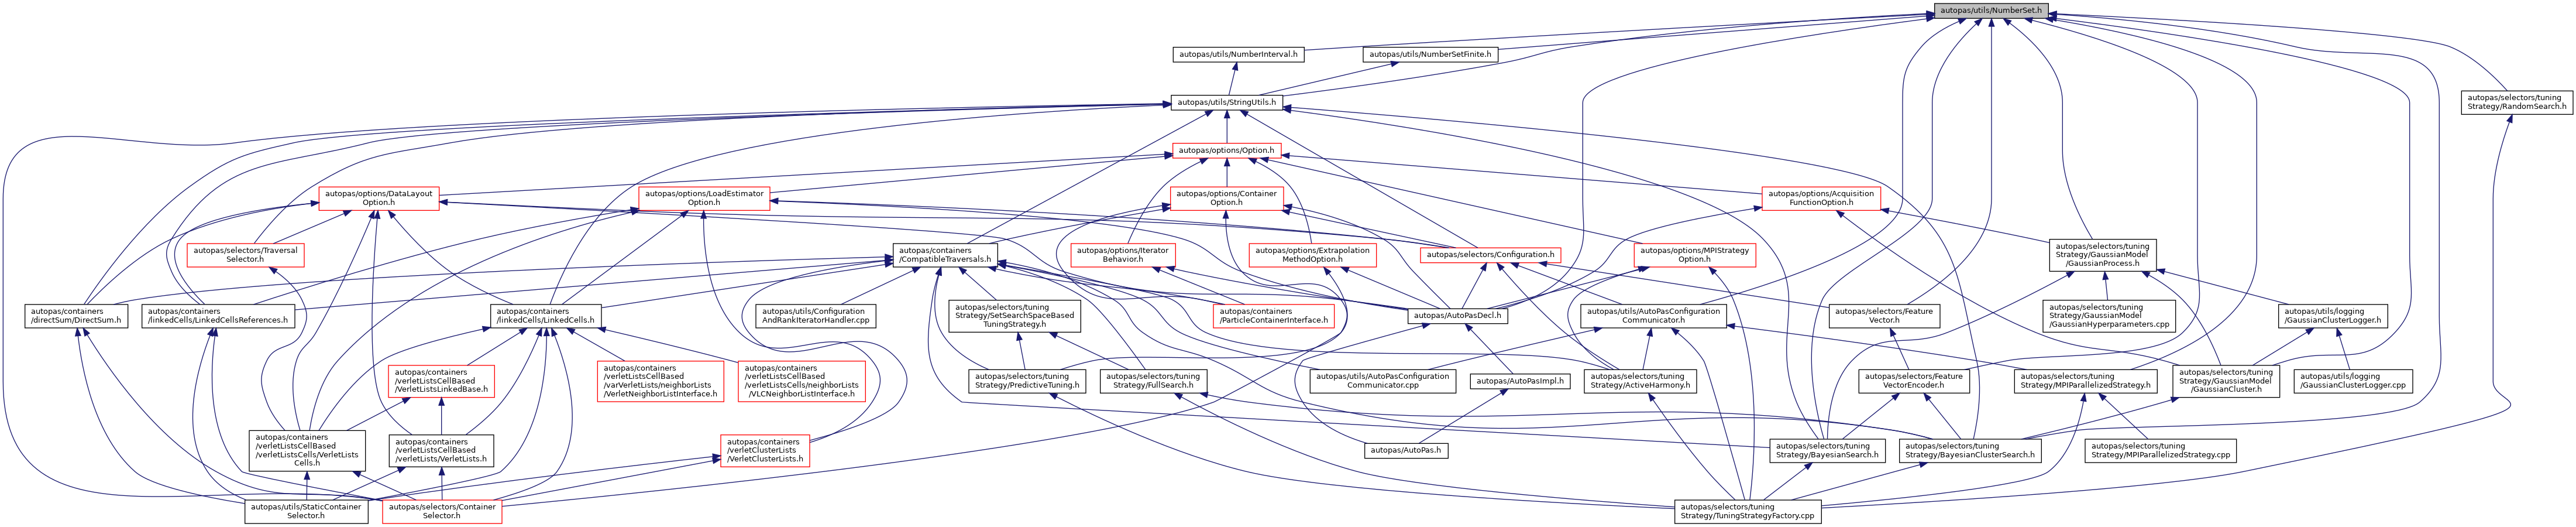 autopas/utils/NumberSet.h
autopas/utils/NumberInterval.h
autopas/utils/NumberSetFinite.h
autopas/utils/StringUtils.h
autopas/selectors/tuning
Strategy/RandomSearch.h
autopas/options/Option.h
autopas/options/DataLayout
Option.h
autopas/options/LoadEstimator
Option.h
autopas/options/Container
Option.h
autopas/options/Acquisition
FunctionOption.h
autopas/selectors/Traversal
Selector.h
autopas/containers
/CompatibleTraversals.h
autopas/options/Iterator
Behavior.h
autopas/options/Extrapolation
MethodOption.h
autopas/selectors/Configuration.h
autopas/options/MPIStrategy
Option.h
autopas/selectors/tuning
Strategy/GaussianModel
/GaussianProcess.h
autopas/containers
/directSum/DirectSum.h
autopas/containers
/linkedCells/LinkedCellsReferences.h
autopas/containers
/linkedCells/LinkedCells.h
autopas/utils/Configuration
AndRankIteratorHandler.cpp
autopas/selectors/tuning
Strategy/SetSearchSpaceBased
TuningStrategy.h
autopas/containers
/ParticleContainerInterface.h
autopas/AutoPasDecl.h
autopas/utils/AutoPasConfiguration
Communicator.h
autopas/selectors/Feature
Vector.h
autopas/selectors/tuning
Strategy/GaussianModel
/GaussianHyperparameters.cpp
autopas/utils/logging
/GaussianClusterLogger.h
autopas/containers
/verletListsCellBased
/VerletListsLinkedBase.h
autopas/containers
/verletListsCellBased
/varVerletLists/neighborLists
/VerletNeighborListInterface.h
autopas/containers
/verletListsCellBased
/verletListsCells/neighborLists
/VLCNeighborListInterface.h
autopas/selectors/tuning
Strategy/PredictiveTuning.h
autopas/selectors/tuning
Strategy/FullSearch.h
autopas/utils/AutoPasConfiguration
Communicator.cpp
autopas/AutoPasImpl.h
autopas/selectors/tuning
Strategy/ActiveHarmony.h
autopas/selectors/Feature
VectorEncoder.h
autopas/selectors/tuning
Strategy/MPIParallelizedStrategy.h
autopas/selectors/tuning
Strategy/GaussianModel
/GaussianCluster.h
autopas/utils/logging
/GaussianClusterLogger.cpp
autopas/containers
/verletListsCellBased
/verletListsCells/VerletLists
Cells.h
autopas/containers
/verletListsCellBased
/verletLists/VerletLists.h
autopas/containers
/verletClusterLists
/VerletClusterLists.h
autopas/AutoPas.h
autopas/selectors/tuning
Strategy/BayesianSearch.h
autopas/selectors/tuning
Strategy/BayesianClusterSearch.h
autopas/selectors/tuning
Strategy/MPIParallelizedStrategy.cpp
autopas/utils/StaticContainer
Selector.h
autopas/selectors/Container
Selector.h
autopas/selectors/tuning
Strategy/TuningStrategyFactory.cpp